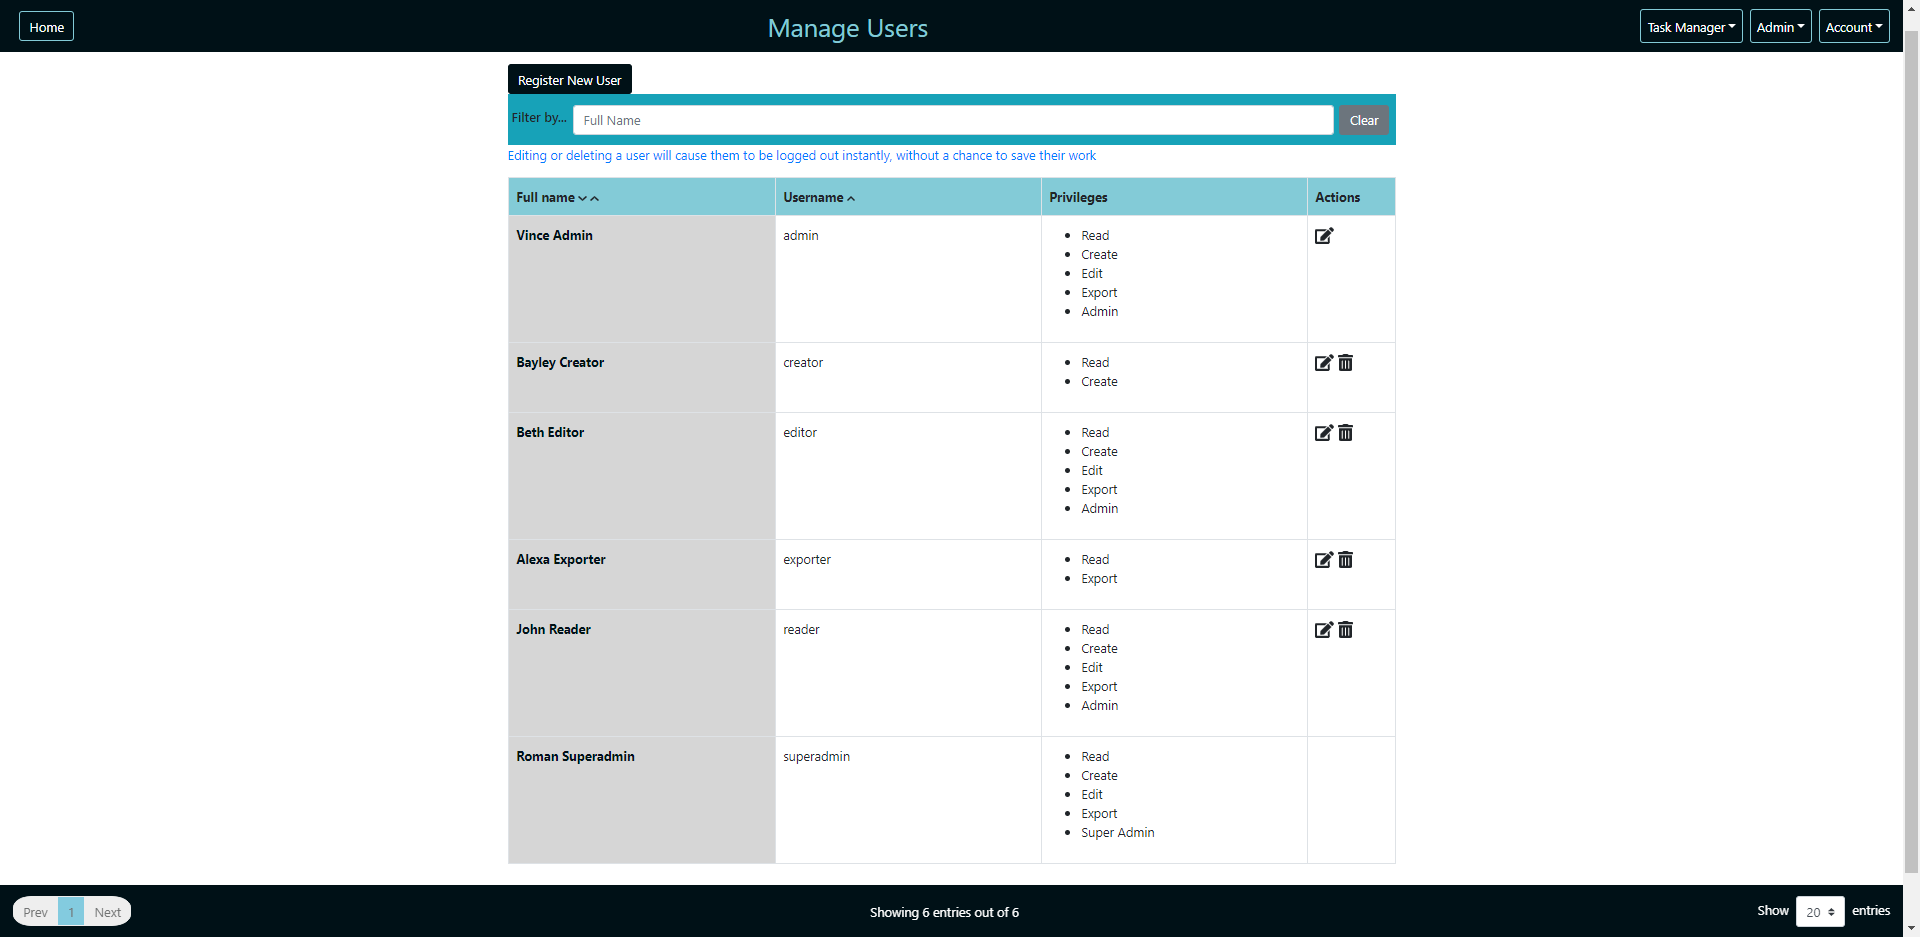 Home
Manage Users
Task Manager
Admin
Account
Register New User
Filter by...
Full Name
Clear
Editing or deleting a user will cause them to be logged out instantly, without a chance to save their work
Full name
Username
Privileges
Actions
Vince Admin
admin
Read
Create
Edit
Export
Admin
Bayley Creator
creator
Read
Create
Beth Editor
editor
Read
Create
Edit
Export
Admin
Alexa Exporter
exporter
Read
Export
John Reader
reader
Read
Create
Edit
Export
Admin
Roman Superadmin
superadmin
Read
Create
Edit
Export
Super Admin
Prev 1 Next
Showing 6 entries out of 6
Show 20 entries